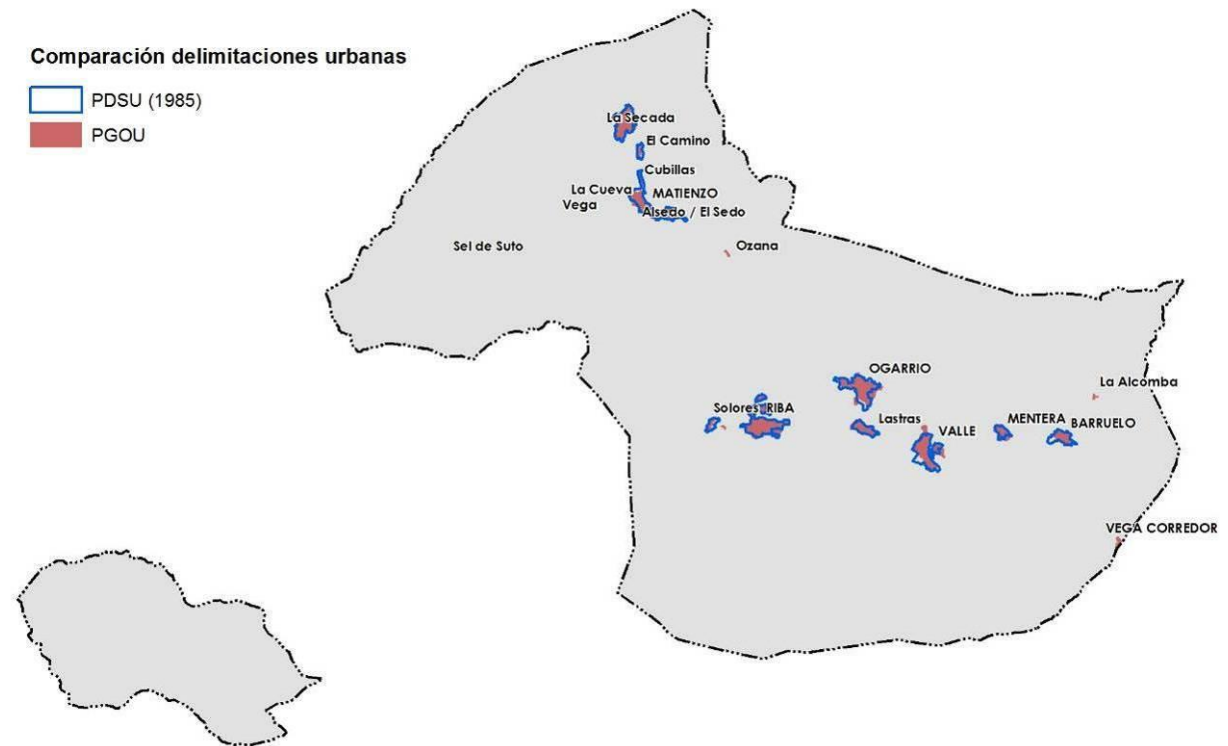 Comparación delimitaciones urbanas
PDSU (1985)
PGOU
La Secada
El Camino
Cubillas
La Cueva
MATIENZO
Vega
Alsedo / El Sedo
Sel de Suto
Ozana
OGARRIO
La Alcomba
Solores
RIBA
Lastras
VALLE
MENTERA
BARRUELO
VEGA CORREDOR